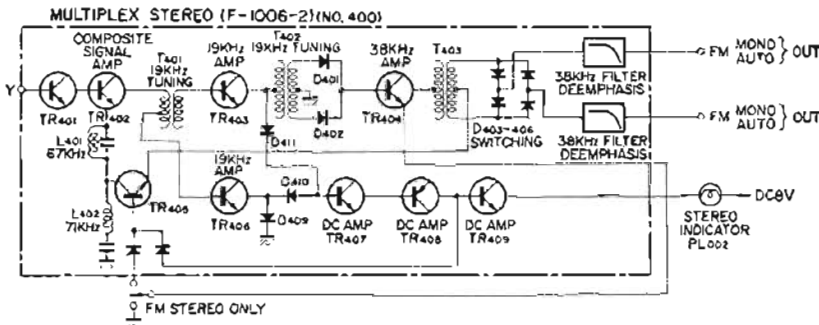 MULTIPLEX STEREO (F-1006-2)(NO. 400)
COMPOSITE
SIGNAL
AMP
T401
19KHz
TUNING
19KHz
AMP
T402
19KHz TUNING
38KHz
AMP
T403
D401
D402
Y
TR401
TR402
TR403
TR404
D411
L401
67KHz
D403-406
SWITCHING
38KHz FILTER
DEEMPHASIS
FM MONO
AUTO } OUT
FM MONO
AUTO } OUT
38KHz FILTER
DEEMPHASIS
19KHz
AMP
D410
TR405
TR406
D409
DC AMP
TR407
DC AMP
TR408
DC AMP
TR409
L402
71KHz
DC8V
STEREO
INDICATOR
PL002
FM STEREO ONLY